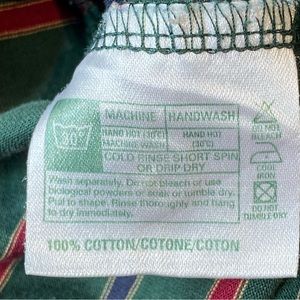 MACHINE HANDWASH
HAND HOT (30°C) HAND HOT
MACHINE WASH (30°C)
COLD RINSE SHORT SPIN
OR DRIP DRY
Wash separately. Do not bleach or use
biological powders or soak or tumble dry.
Pull to shape. Rinse thoroughly and hang
to dry immediately.
DO NOT
BLEACH
COOL
IRON
DO NOT
TUMBLE DRY
100% COTTON/COTONE/COTON